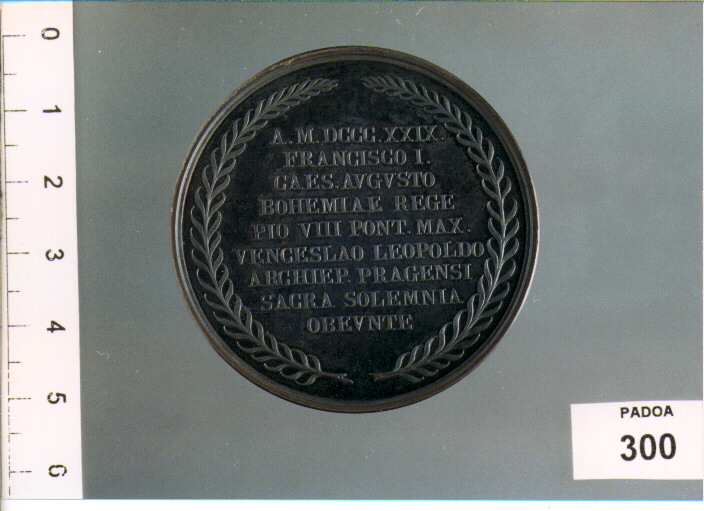 A. M. DCCC. XXIX.
FRANCISCO I.
CAES. AVGVSTO
BOHEMIAE REGE
PIO VIII PONT. MAX.
VENCESLAO LEOPOLDO
ARCHIEP. PRAGENSI
SACRA SOLEMNIA
OBEVNTE
0
1
2
3
4
5
6
PADOA
300